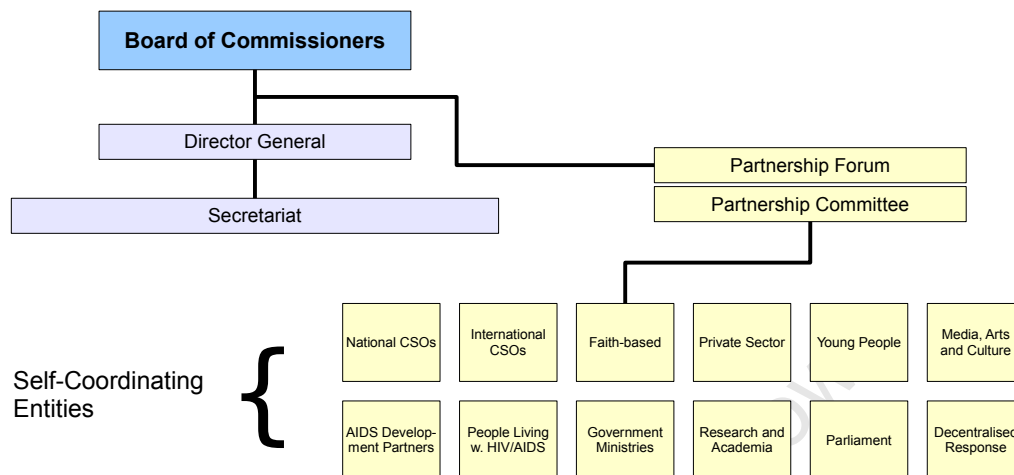 Board of Commissioners
Director General
Secretariat
Partnership Forum
Partnership Committee
Self-Coordinating
Entities
{
National CSOs
International
CSOs
Faith-based
Private Sector
Young People
Media, Arts
and Culture
AIDS Develop-
ment Partners
People Living
w. HIV/AIDS
Government
Ministries
Research and
Academia
Parliament
Decentralised
Response